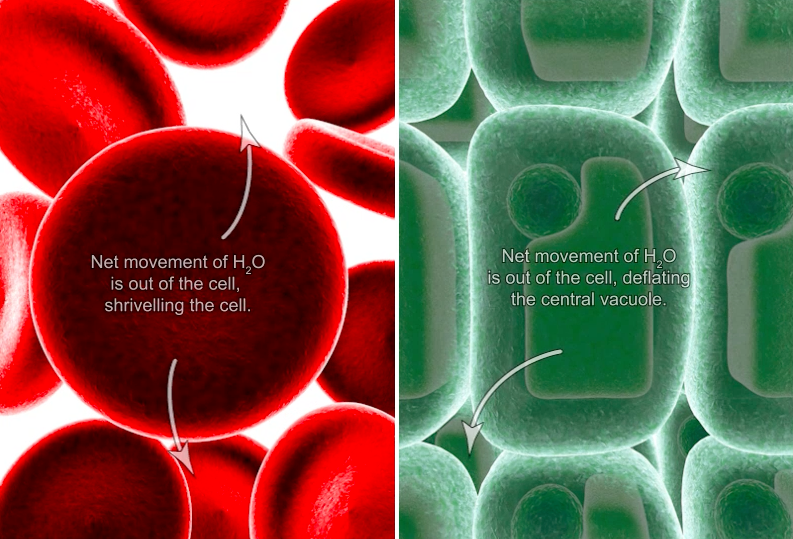 Net movement of H₂O
is out of the cell,
shrivelling the cell.
Net movement of H₂O
is out of the cell, deflating
the central vacuole.